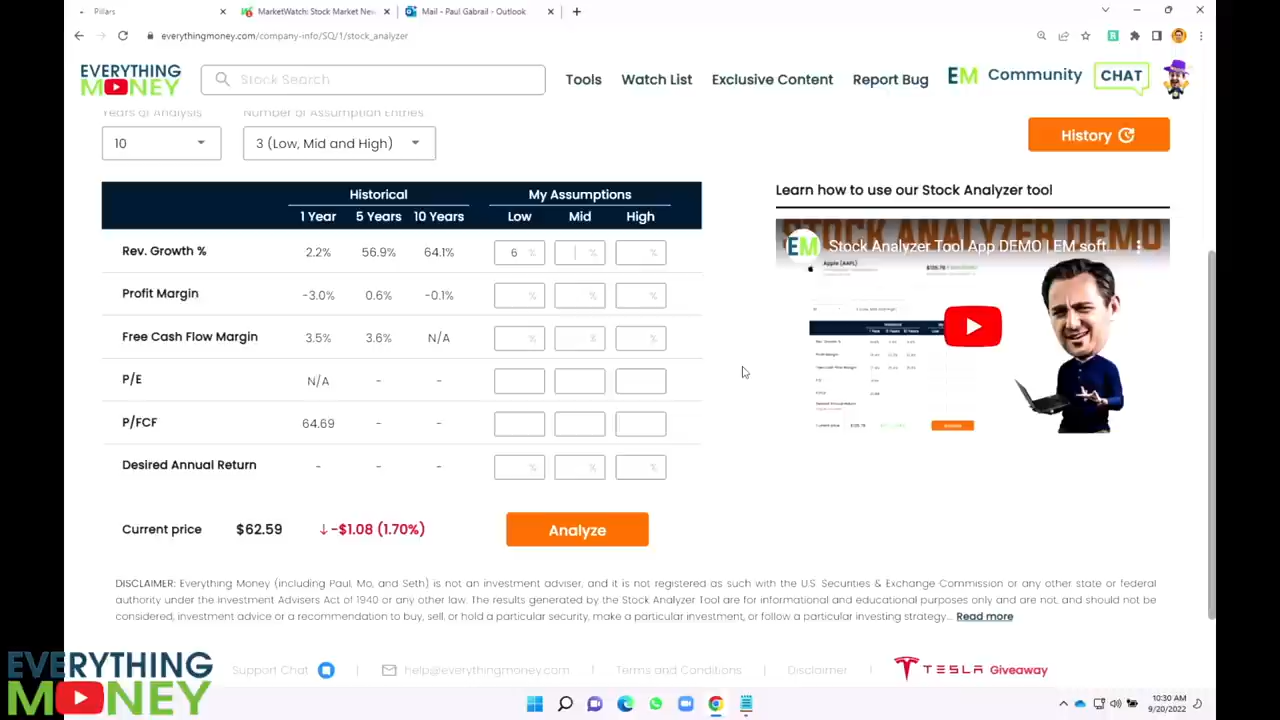 Pillars
MarketWatch: Stock Market New
Mail - Paul Gabrail - Outlook
everythingmoney.com/company-info/SQ/1/stock_analyzer
EVERYTHING
MONEY
Stock Search
Tools
Watch List
Exclusive Content
Report Bug
EM Community
CHAT
Years of Analysis
Number of Assumption Entries
10
3 (Low, Mid and High)
History
Historical
My Assumptions
1 Year 5 Years 10 Years Low Mid High
Rev. Growth % 2.2% 56.9% 64.1% 6 % % %
Profit Margin -3.0% 0.6% -0.1% % % %
Free Cash Flow Margin 3.5% 3.6% N/A % % %
P/E N/A - -
P/FCF 64.69 - -
Desired Annual Return - - - % % %
Current price $62.59 ↓-$1.08 (1.70%) Analyze
Learn how to use our Stock Analyzer tool
STOCK ANALYZER DEMO
EM Stock Analyzer Tool App DEMO | EM soft...
Apple (AAPL)
DISCLAIMER: Everything Money (including Paul, Mo, and Seth) is not an investment adviser, and it is not registered as such with the U.S Securities & Exchange Commission or any other state or federal
authority under the Investment Advisers Act of 1940 or any other law. The results generated by the Stock Analyzer Tool are for informational and educational purposes only and are not, and should not be
considered, investment advice or a recommendation to buy, sell, or hold a particular security, make a particular investment, or follow a particular investing strategy... Read more
EVERYTHING
MONEY
Support Chat
help@everythingmoney.com
Terms and Conditions
Disclaimer
TESLA Giveaway
10:30 AM
9/20/2022